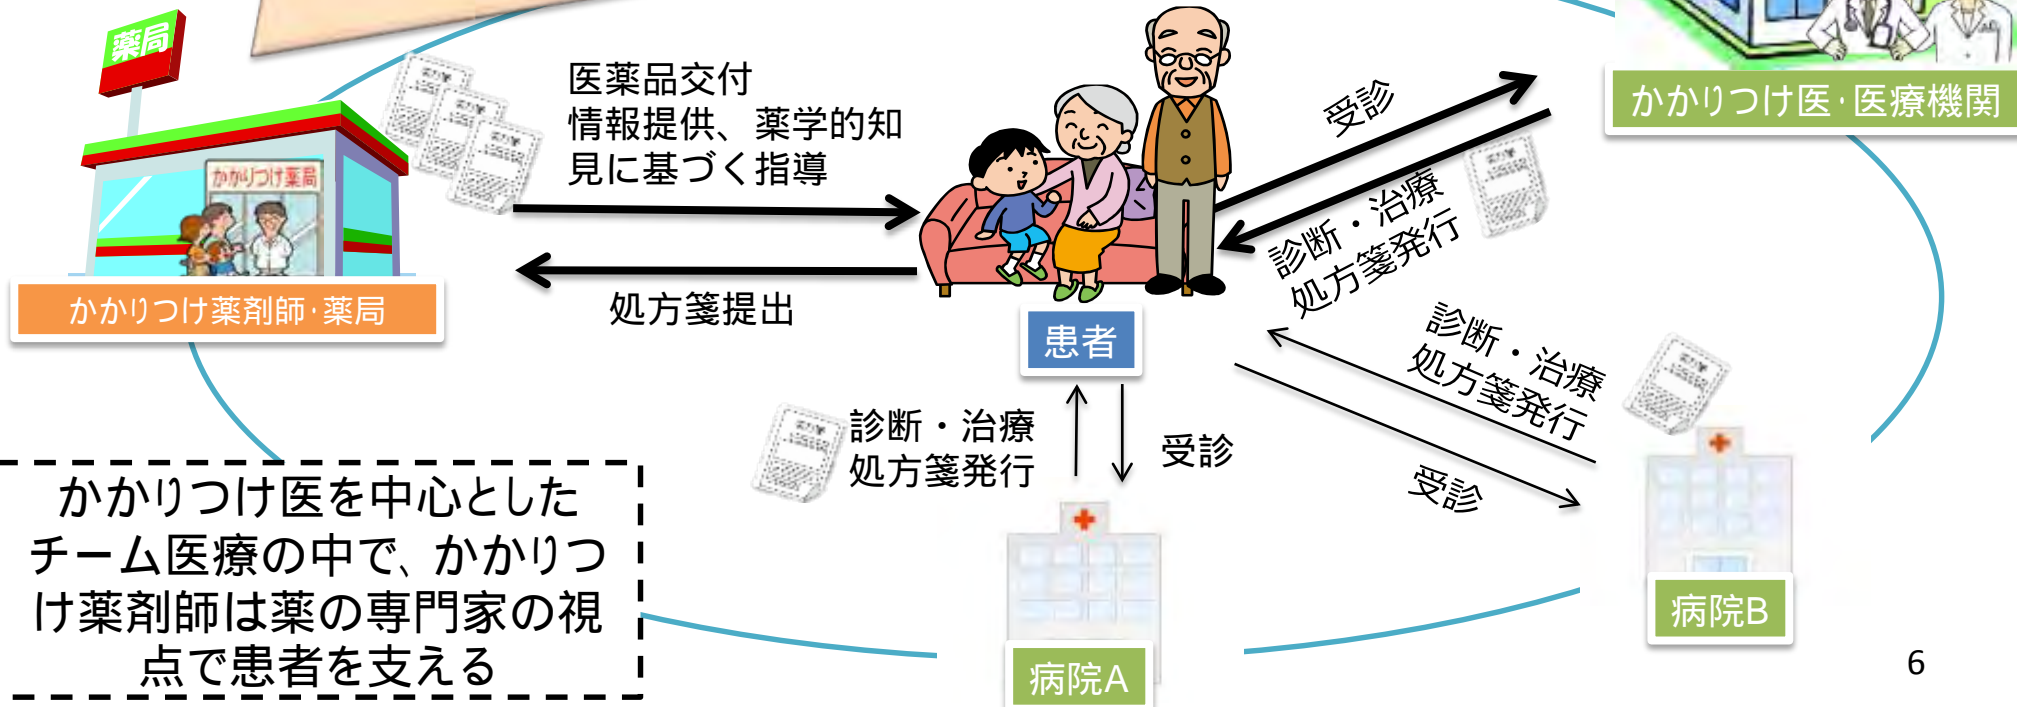 薬局
医薬品交付
情報提供、薬学的知
見に基づく指導
受診
かかりつけ医・医療機関
かかりつけ薬局
診断・治療
処方箋発行
かかりつけ薬剤師・薬局
処方箋提出
患者
診断・治療
処方箋発行
診断・治療
処方箋発行
受診
受診
かかりつけ医を中心とした
チーム医療の中で、かかりつ
け薬剤師は薬の専門家の視
点で患者を支える
病院A
病院B
6